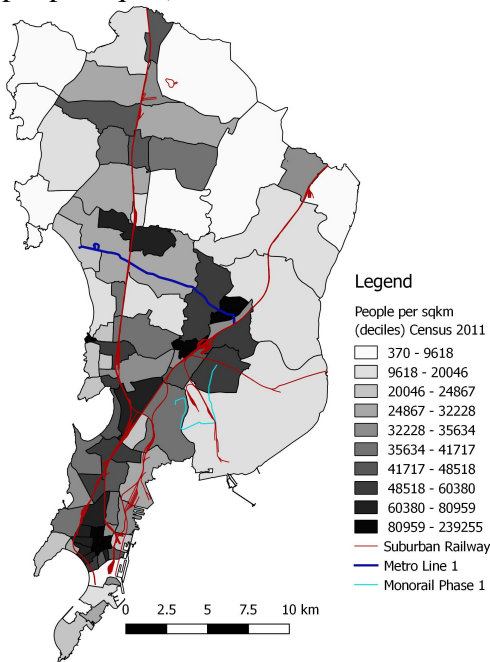 Legend
People per sqkm
(deciles) Census 2011
370 - 9618
9618 - 20046
20046 - 24867
24867 - 32228
32228 - 35634
35634 - 41717
41717 - 48518
48518 - 60380
60380 - 80959
80959 - 239255
Suburban Railway
Metro Line 1
Monorail Phase 1
0 2.5 5 7.5 10 km